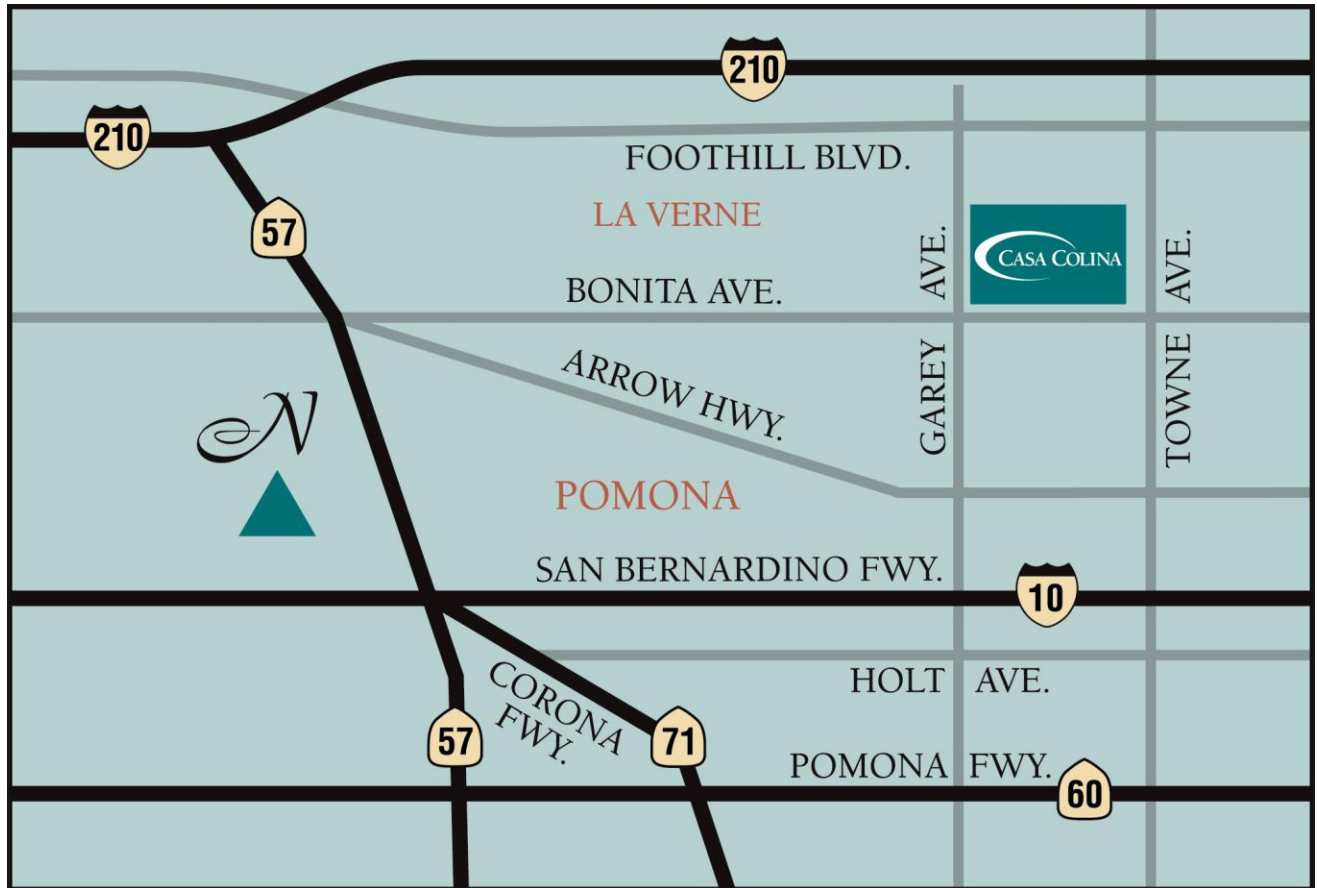 210
210
FOOTHILL BLVD.
57
LA VERNE
CASA COLINA
BONITA AVE.
GAREY AVE.
TOWNE AVE.
ARROW HWY.
N
POMONA
SAN BERNARDINO FWY.
10
HOLT AVE.
CORONA
FWY.
57
71
POMONA FWY.
60